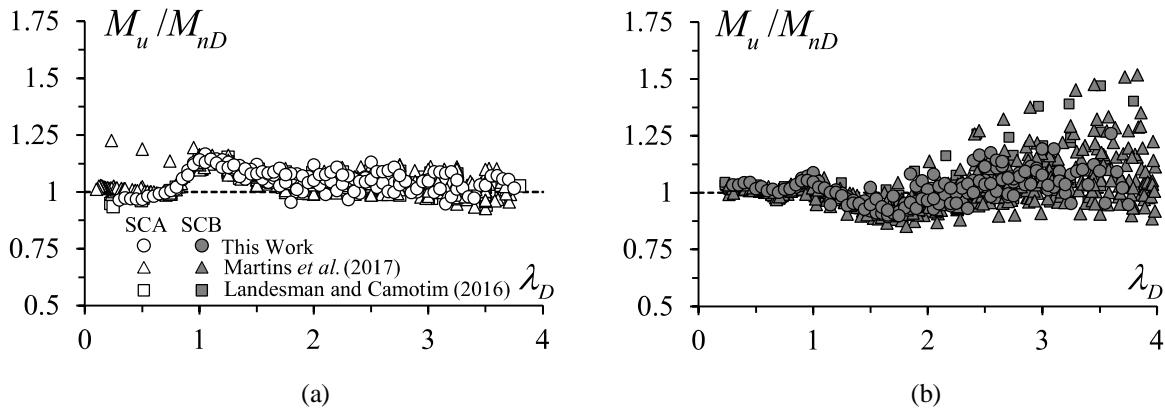 1.75
1.5
1.25
1
0.75
0.5
M_u/M_nD
SCA SCB
This Work
Martins et al. (2017)
Landesman and Camotim (2016)
λ_D
0 1 2 3 4
(a)
1.75
1.5
1.25
1
0.75
0.5
M_u/M_nD
λ_D
0 1 2 3 4
(b)